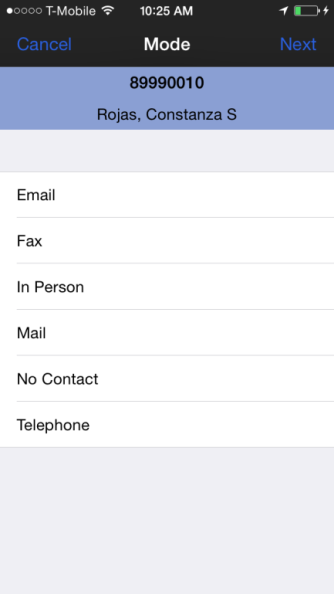 T-Mobile 10:25 AM
Cancel Mode Next
89990010
Rojas, Constanza S
Email
Fax
In Person
Mail
No Contact
Telephone